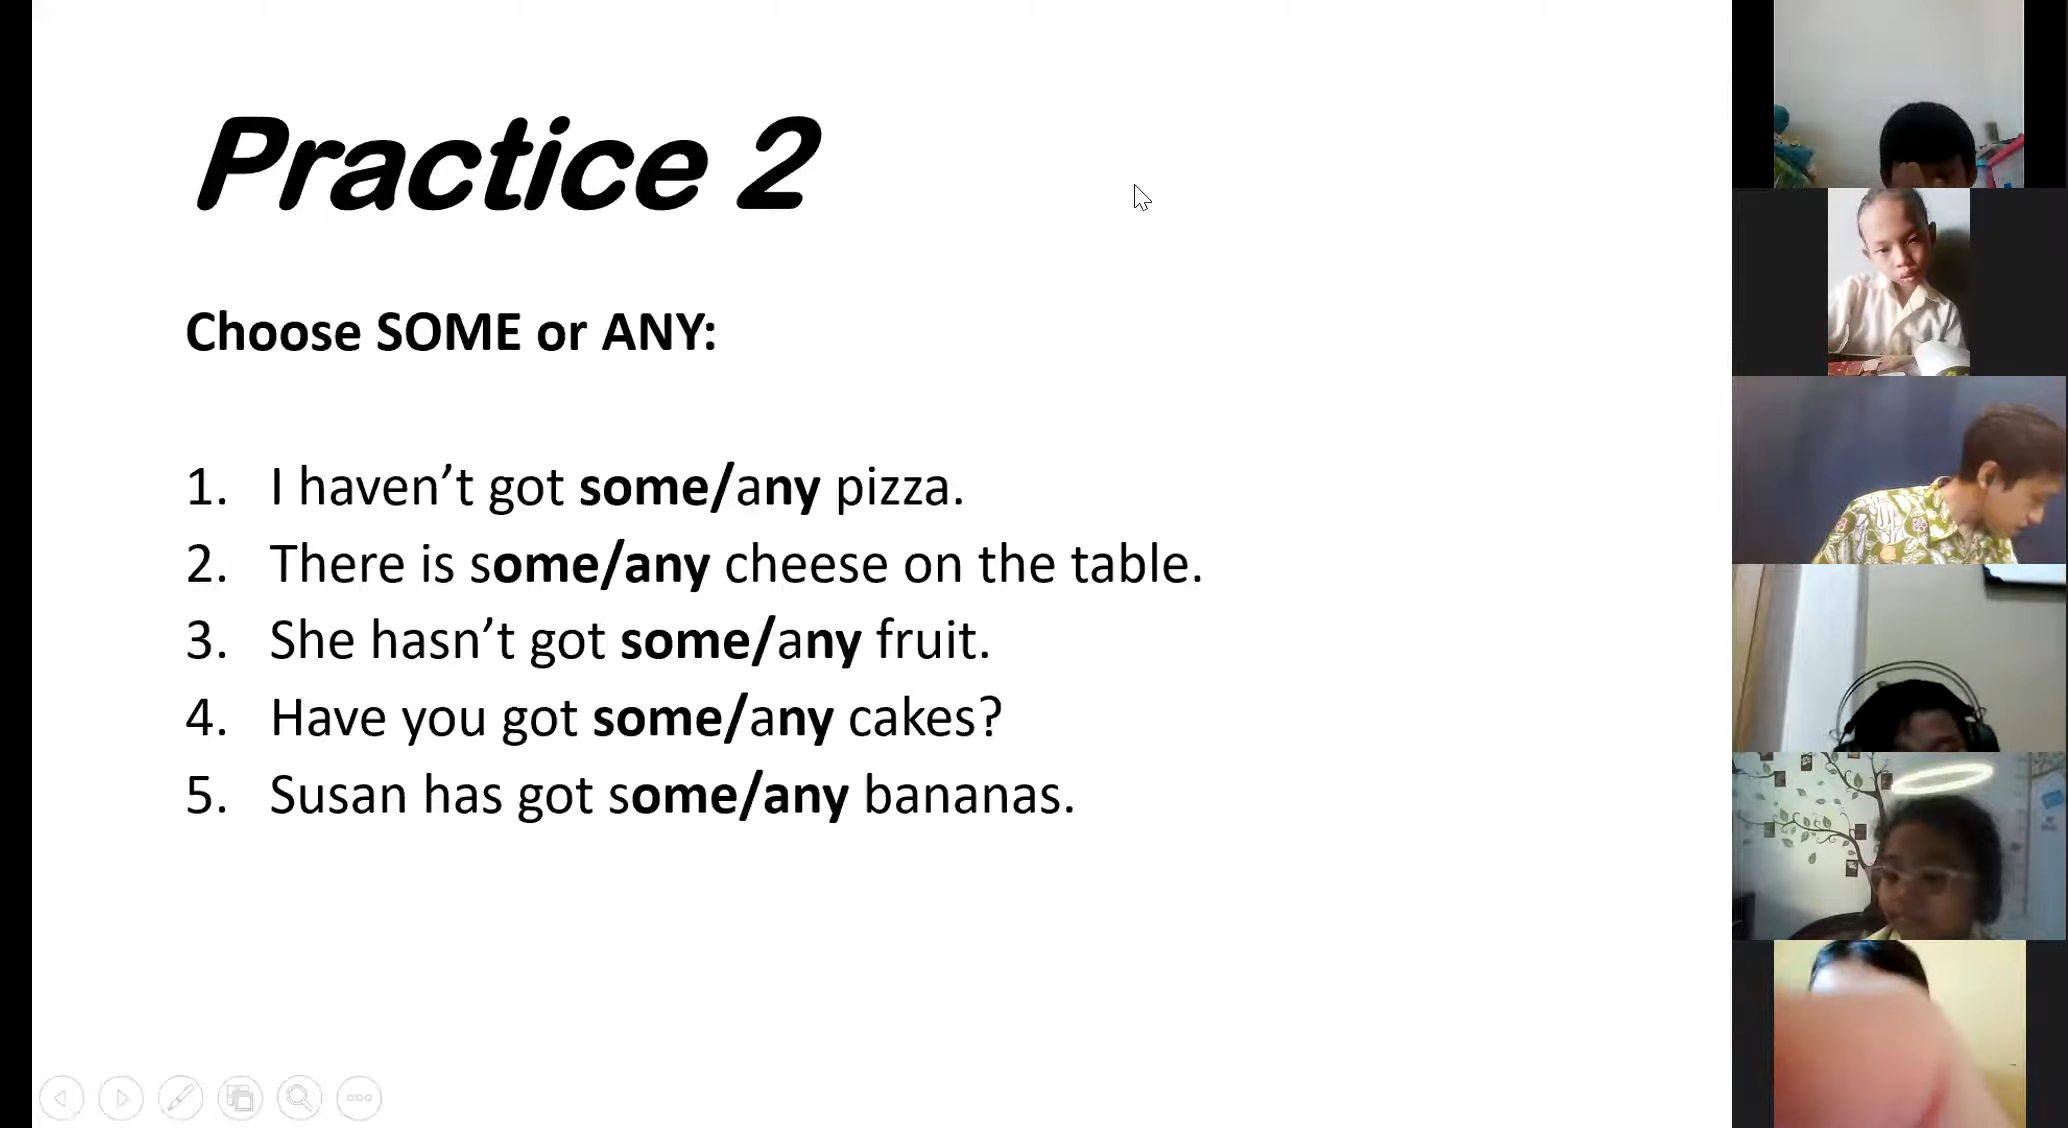 Practice 2
Choose SOME or ANY:
1. I haven’t got some/any pizza.
2. There is some/any cheese on the table.
3. She hasn’t got some/any fruit.
4. Have you got some/any cakes?
5. Susan has got some/any bananas.